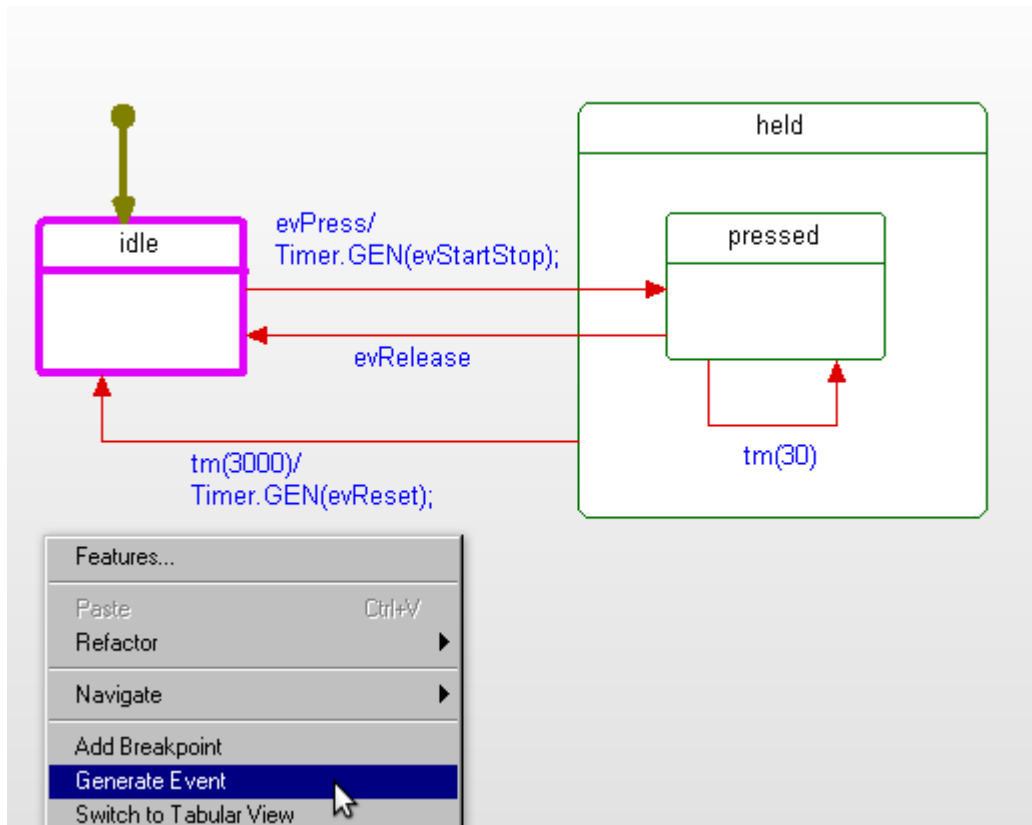 held
idle
evPress/
Timer.GEN(evStartStop);
pressed
evRelease
tm(30)
tm(3000)/
Timer.GEN(evReset);
Features...
Paste Ctrl+V
Refactor
Navigate
Add Breakpoint
Generate Event
Switch to Tabular View